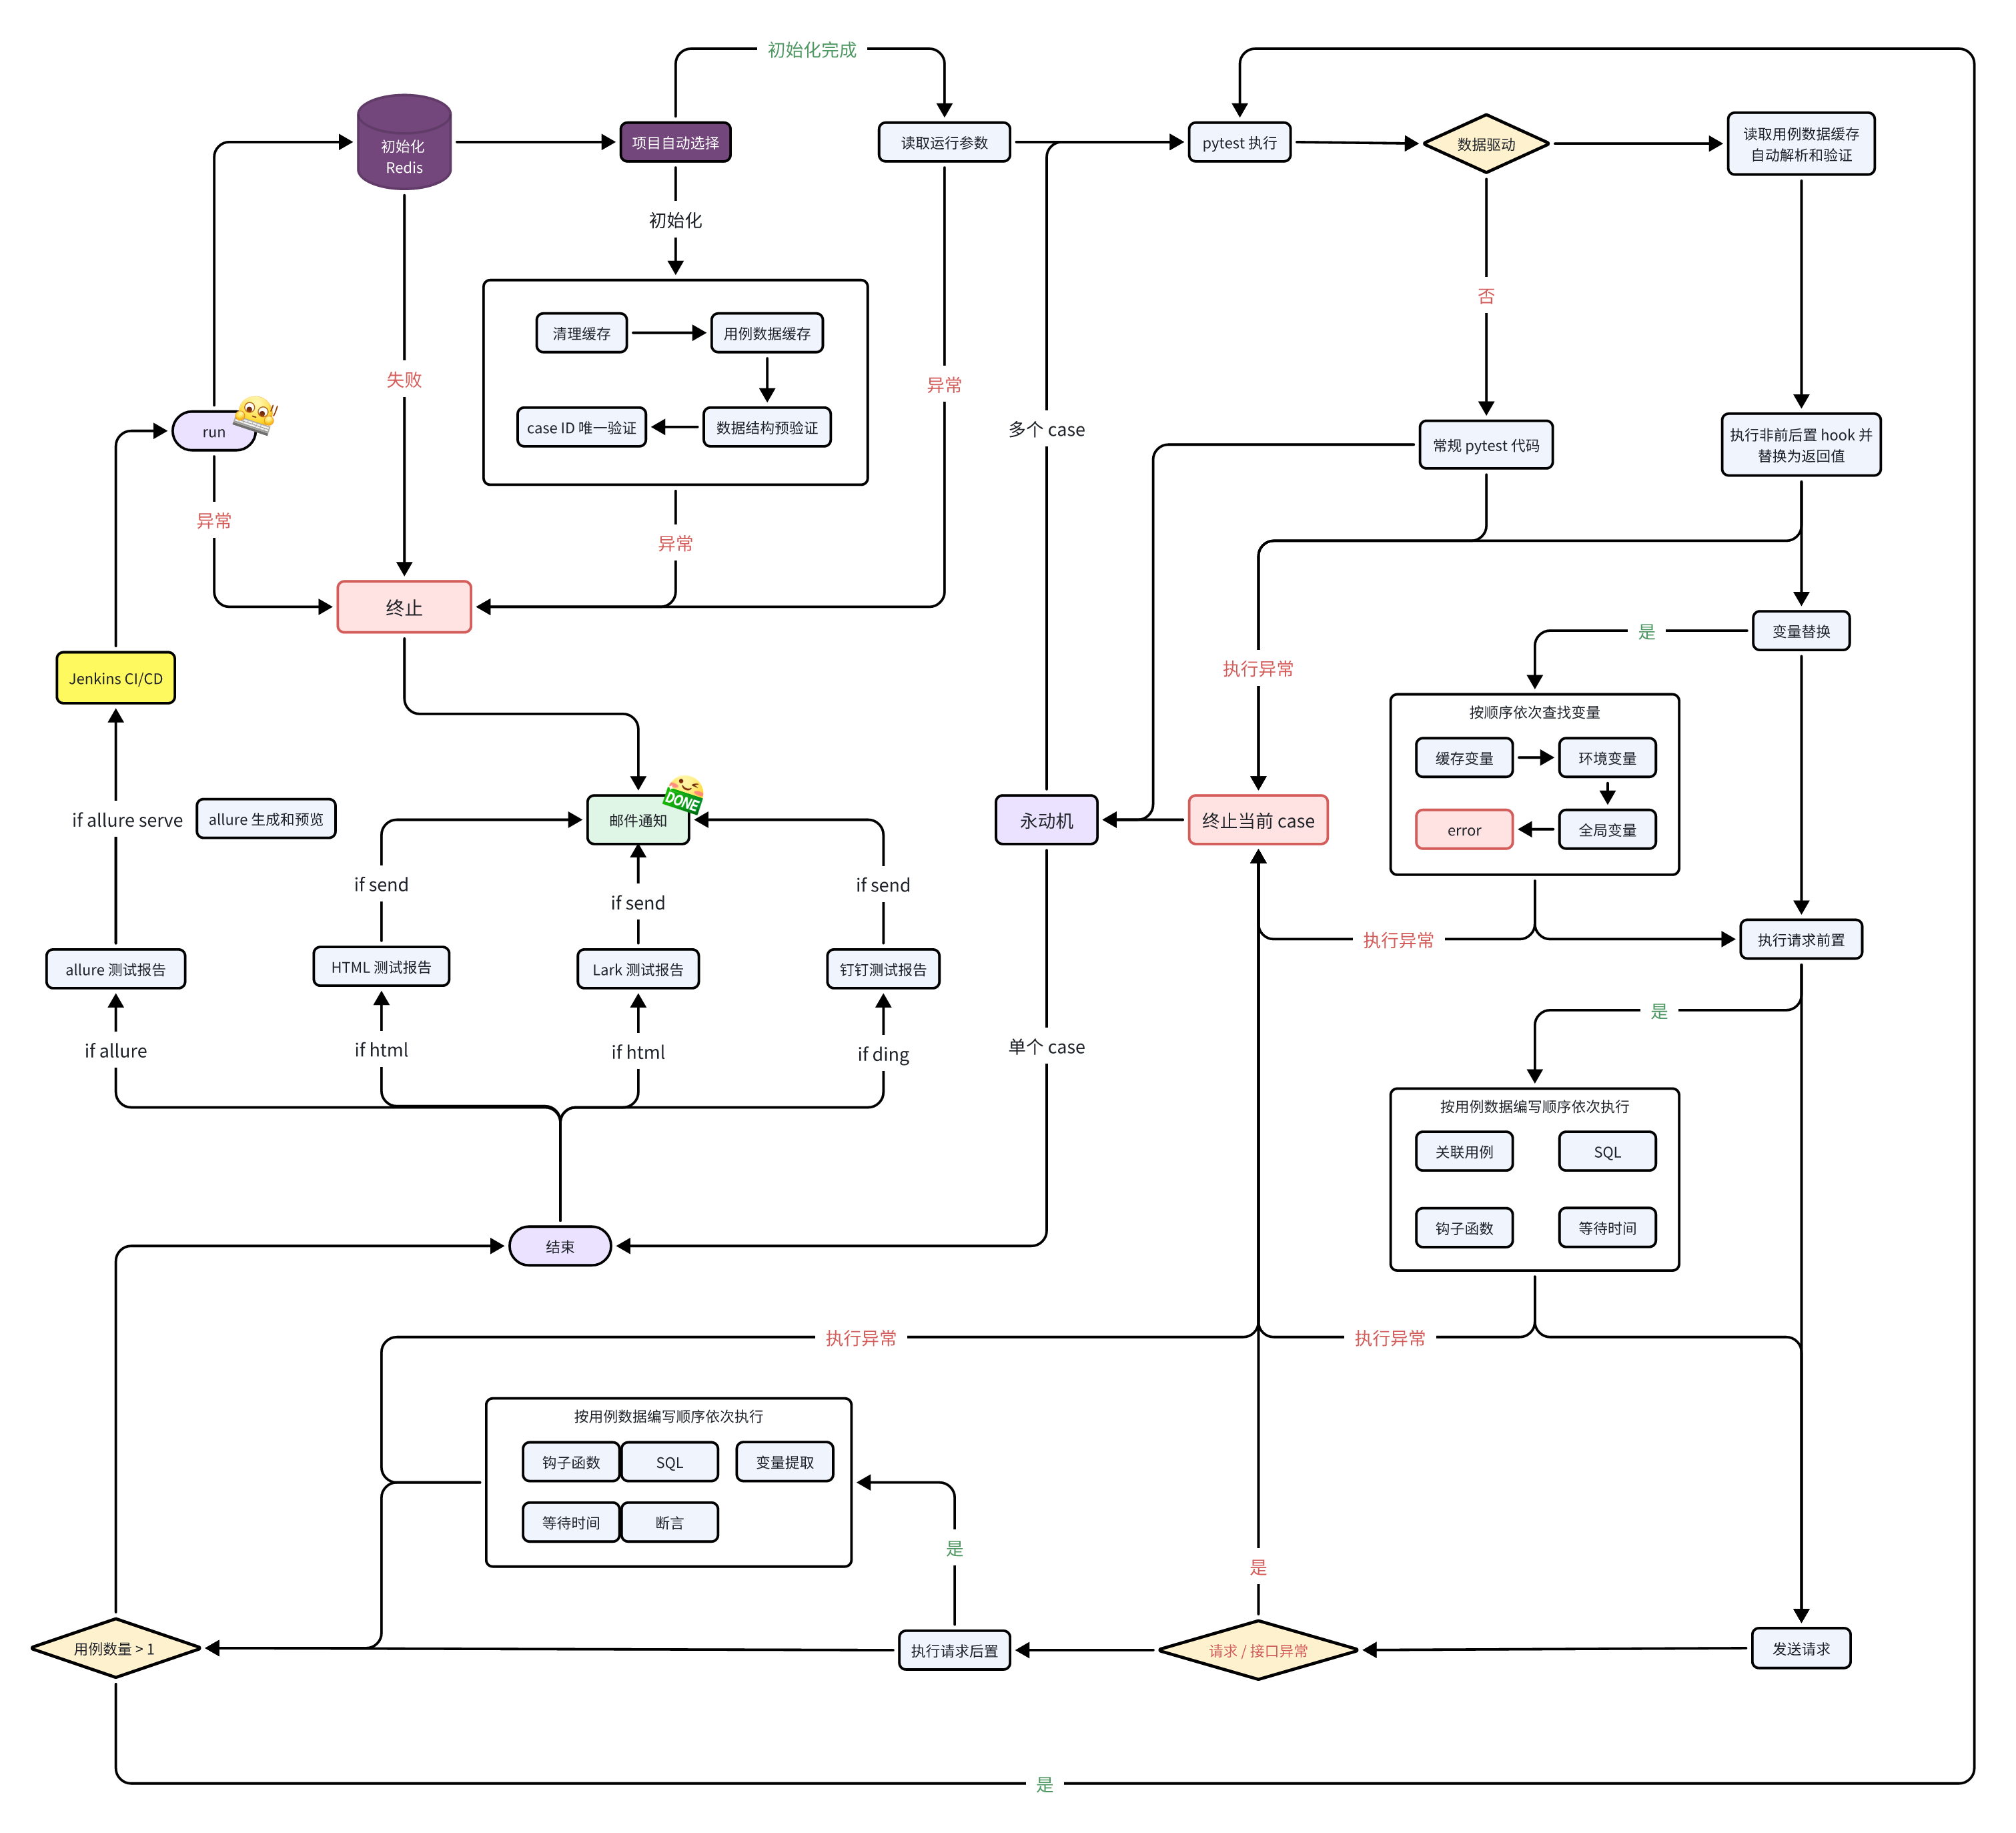 初始化完成
初始化
Redis
项目自动选择
读取运行参数
pytest 执行
数据驱动
读取用例数据缓存
自动解析和验证
初始化
否
清理缓存
用例数据缓存
失败
异常
case ID 唯一验证
数据结构预验证
多个 case
run
常规 pytest 代码
执行非前后置 hook 并
替换为返回值
异常
异常
终止
是
变量替换
执行异常
Jenkins CI/CD
按顺序依次查找变量
缓存变量
环境变量
DONE
if allure serve
allure 生成和预览
邮件通知
永动机
终止当前 case
error
全局变量
if send
if send
if send
执行异常
执行请求前置
allure 测试报告
HTML 测试报告
Lark 测试报告
钉钉测试报告
是
if allure
if html
if html
if ding
单个 case
按用例数据编写顺序依次执行
关联用例
SQL
钩子函数
等待时间
结束
执行异常
执行异常
按用例数据编写顺序依次执行
钩子函数
SQL
变量提取
等待时间
断言
是
是
用例数量 > 1
执行请求后置
请求 / 接口异常
发送请求
是